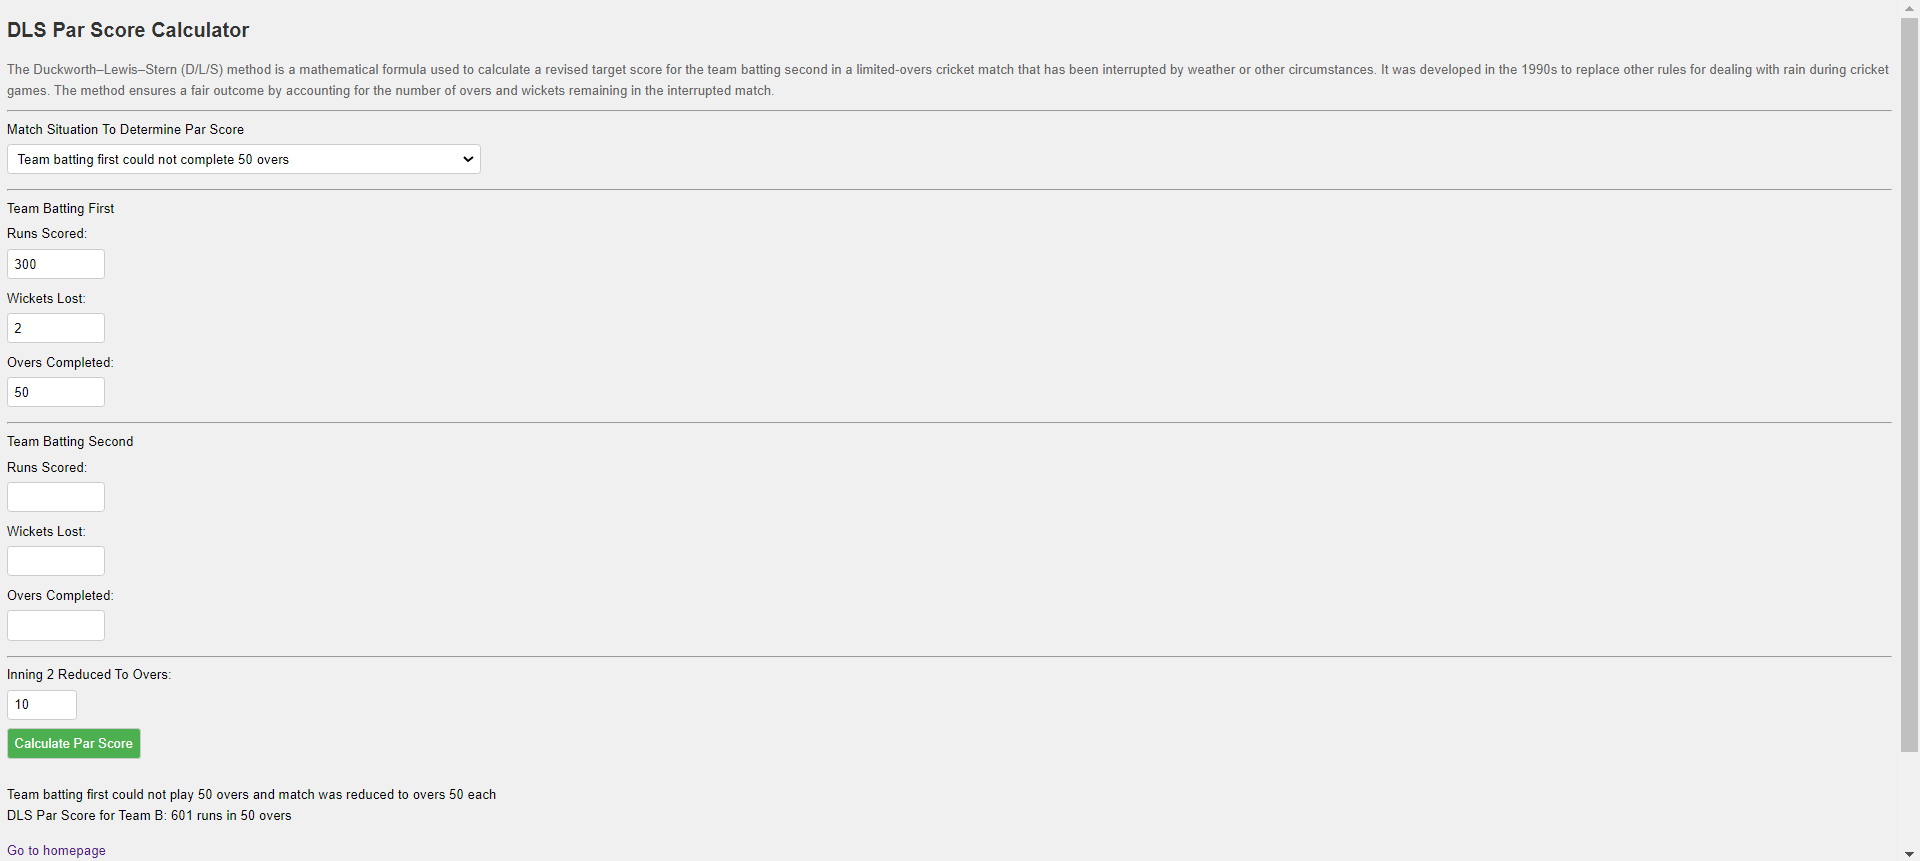 DLS Par Score Calculator
The Duckworth–Lewis–Stern (D/L/S) method is a mathematical formula used to calculate a revised target score for the team batting second in a limited-overs cricket match that has been interrupted by weather or other circumstances. It was developed in the 1990s to replace other rules for dealing with rain during cricket
games. The method ensures a fair outcome by accounting for the number of overs and wickets remaining in the interrupted match.
Match Situation To Determine Par Score
Team batting first could not complete 50 overs
Team Batting First
Runs Scored:
300
Wickets Lost:
2
Overs Completed:
50
Team Batting Second
Runs Scored:
Wickets Lost:
Overs Completed:
Inning 2 Reduced To Overs:
10
Calculate Par Score
Team batting first could not play 50 overs and match was reduced to overs 50 each
DLS Par Score for Team B: 601 runs in 50 overs
Go to homepage